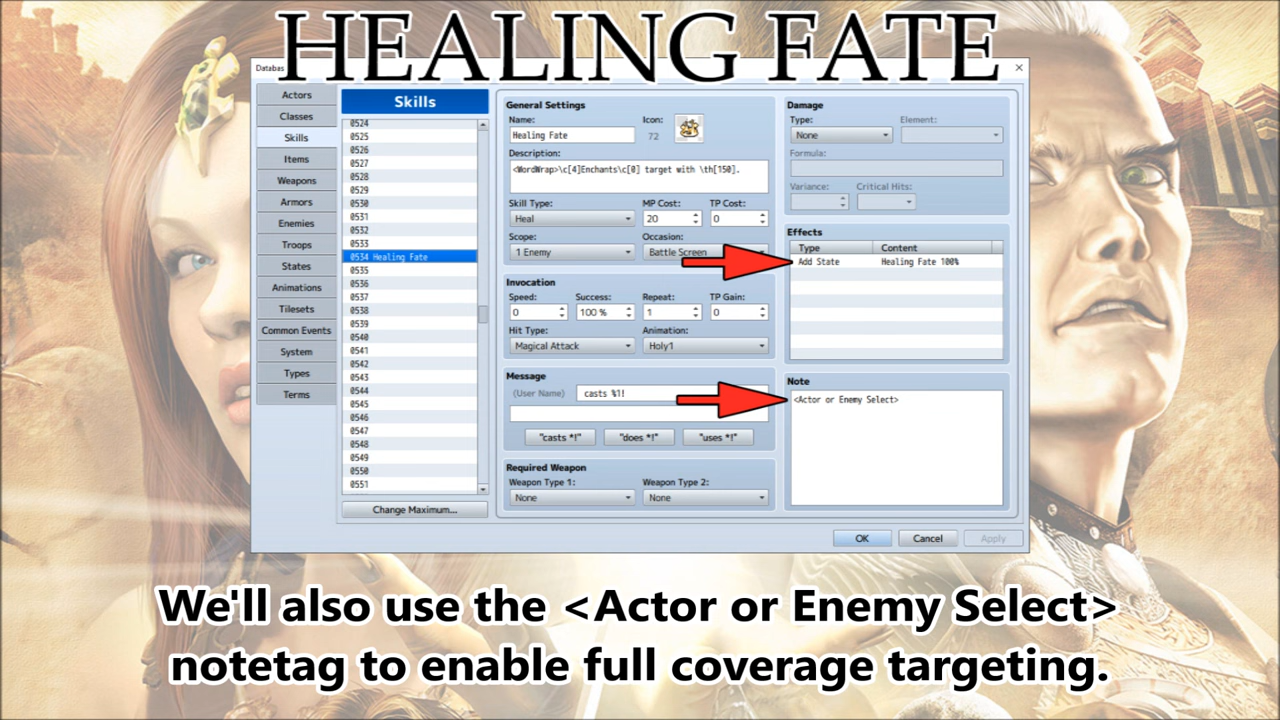 HEALING FATE
Databas
Actors
Classes
Skills
Items
Weapons
Armors
Enemies
Troops
States
Animations
Tilesets
Common Events
System
Types
Terms
Skills
0524
0525
0526
0527
0528
0529
0530
0531
0532
0533
0534 Healing Fate
0535
0536
0537
0538
0539
0540
0541
0542
0543
0544
0545
0546
0547
0548
0549
0550
0551
Change Maximum...
General Settings
Name: Icon:
Healing Fate 72
Description:
<WordWrap>\c[4]Enchants\c[0] target with \th[150].
Skill Type: MP Cost: TP Cost:
Heal 20 0
Scope: Occasion:
1 Enemy Battle Screen
Invocation
Speed: Success: Repeat: TP Gain:
0 100 % 1 0
Hit Type: Animation:
Magical Attack Holy1
Message
(User Name) casts %1!
"casts *!" "does *!" "uses *!"
Required Weapon
Weapon Type 1: Weapon Type 2:
None None
Damage
Type: Element:
None
Formula:
Variance: Critical Hits:
Effects
Type Content
Add State Healing Fate 100%
Note
<Actor or Enemy Select>
OK Cancel Apply
We'll also use the <Actor or Enemy Select>
notetag to enable full coverage targeting.